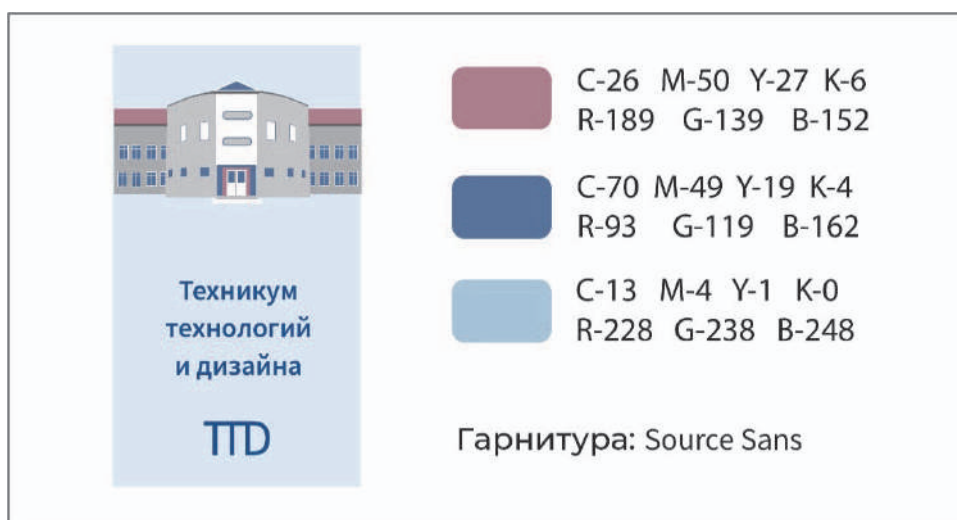 Техникум
технологий
и дизайна
TTD
C-26 M-50 Y-27 K-6
R-189 G-139 B-152
C-70 M-49 Y-19 K-4
R-93 G-119 B-162
C-13 M-4 Y-1 K-0
R-228 G-238 B-248
Гарнитура: Source Sans